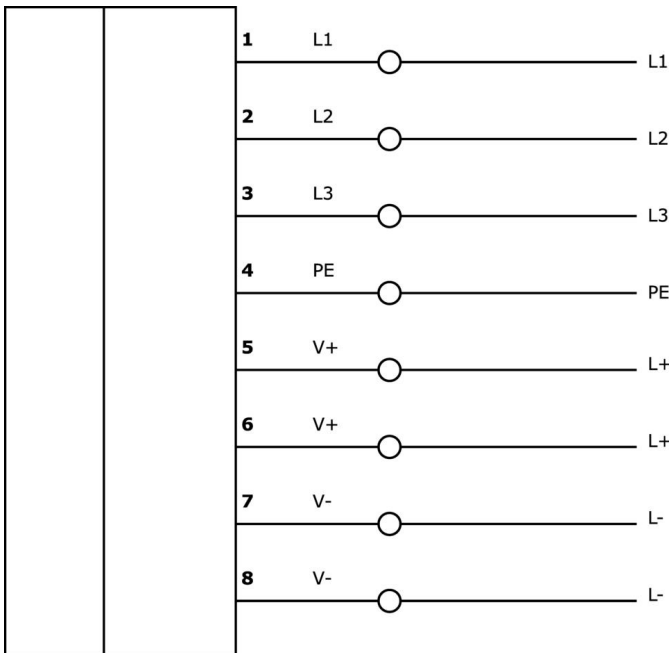 1 L1 L1
2 L2 L2
3 L3 L3
4 PE PE
5 V+ L+
6 V+ L+
7 V- L-
8 V- L-